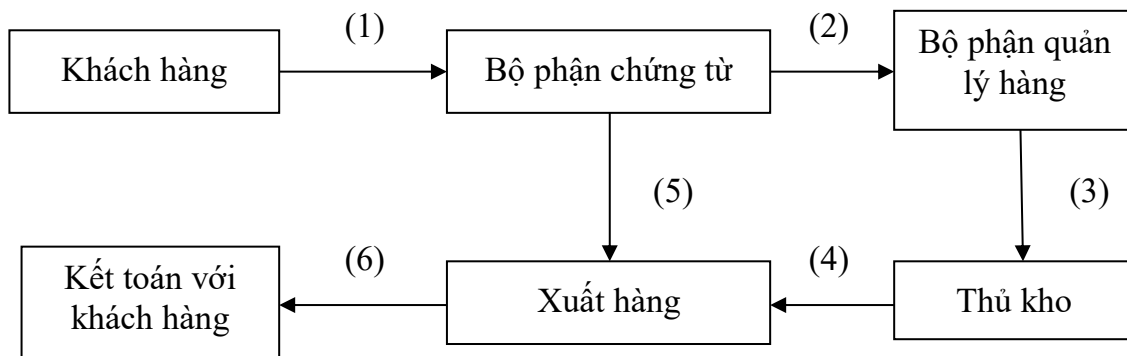 (1)
(2)
Khách hàng
Bộ phận chứng từ
Bộ phận quản
lý hàng
(5)
(3)
(6)
(4)
Kết toán với
khách hàng
Xuất hàng
Thủ kho